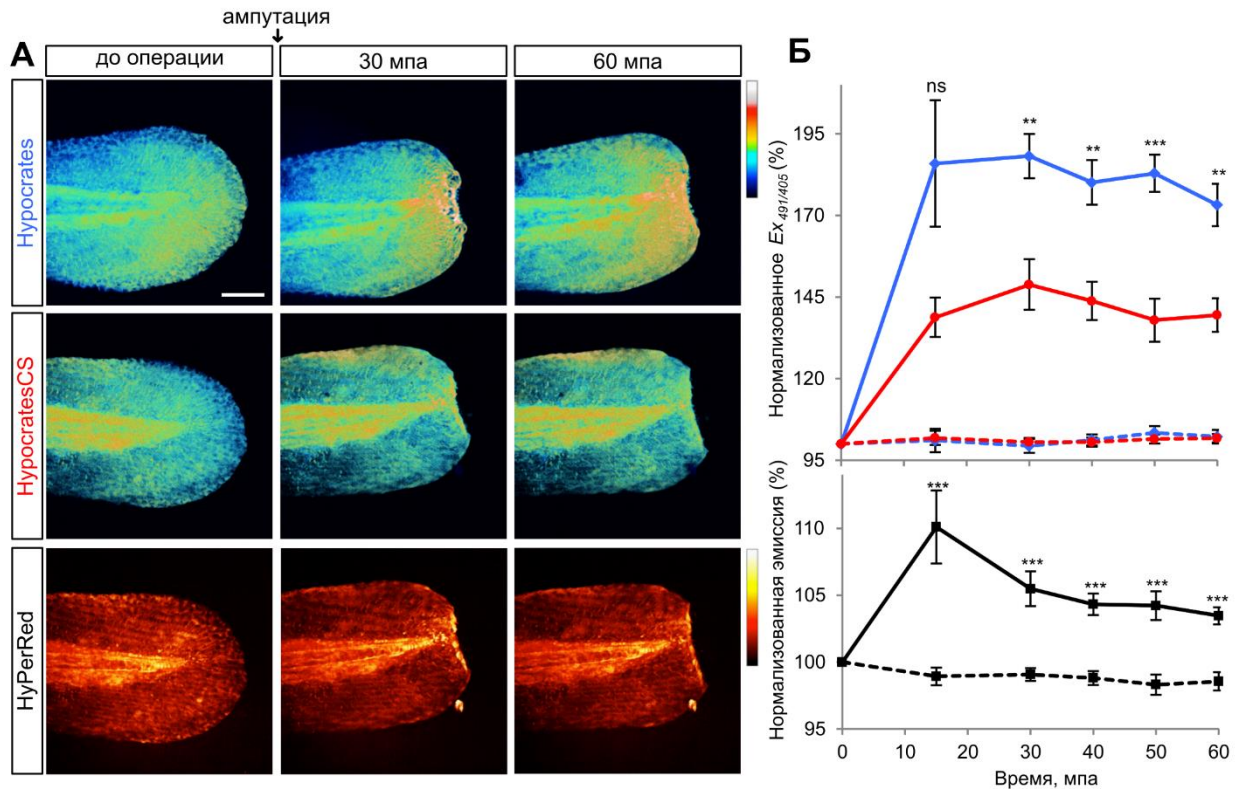 ампутация
А
до операции
30 мпа
60 мпа
Hypocrates
HypocratesCS
HyPerRed
Б
Нормализованное Ex491/405 (%)
195
170
145
120
95
ns
**
**
***
**
Нормализованная эмиссия (%)
110
105
100
95
***
***
***
***
***
0
10
20
30
40
50
60
Время, мпа